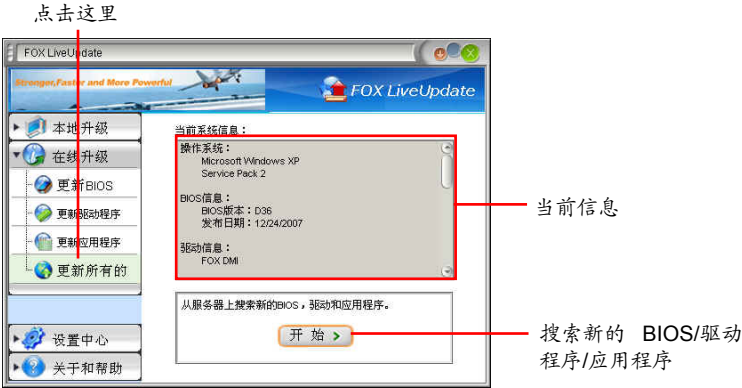 点击这里
FOX LiveUpdate
Stronger,Faster and More Powerful
FOX LiveUpdate
本地升级
在线升级
更新BIOS
更新驱动程序
更新应用程序
更新所有的
设置中心
关于和帮助
当前系统信息：
操作系统：
Microsoft Windows XP
Service Pack 2
BIOS信息：
BIOS版本：D36
发布日期：12/24/2007
驱动信息：
FOX DMI
从服务器上搜索新的BIOS，驱动和应用程序。
开 始
当前信息
搜索新的 BIOS/驱动
程序/应用程序